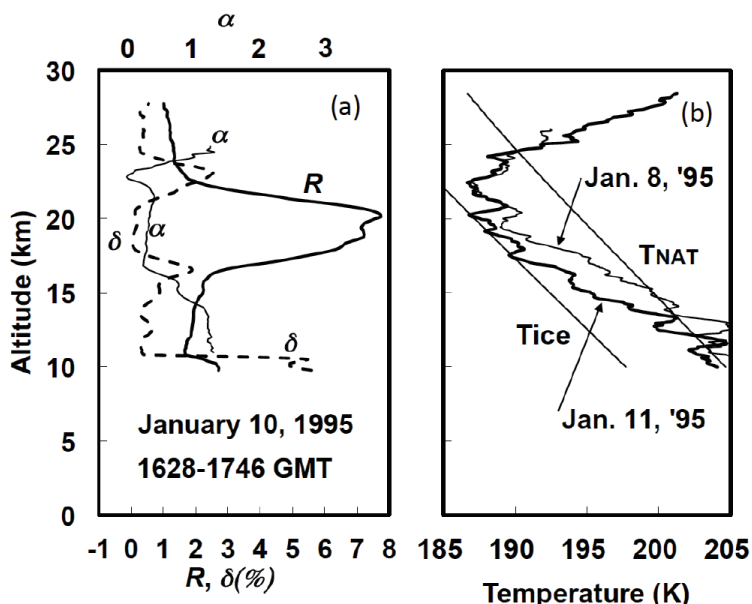 α
0 1 2 3
30
25
20
15
10
5
0
Altitude (km)
(a)
α
R
δ
α
δ
January 10, 1995
1628-1746 GMT
-1 0 1 2 3 4 5 6 7 8
R, δ(%)
(b)
Jan. 8, '95
TNAT
Tice
Jan. 11, '95
185 190 195 200 205
Temperature (K)